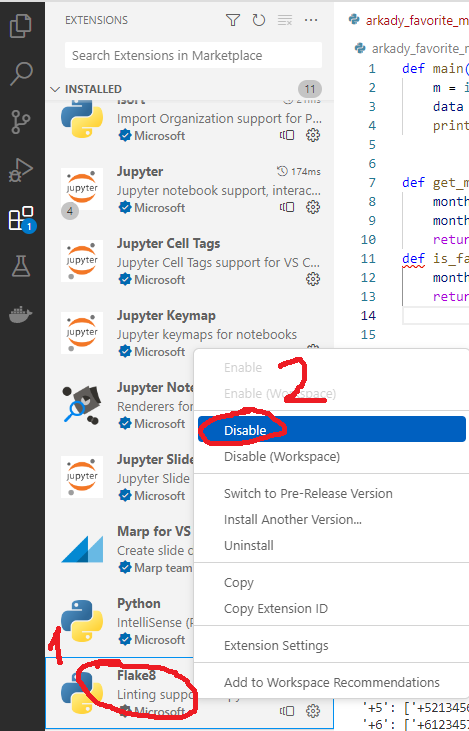 EXTENSIONS
Search Extensions in Marketplace
INSTALLED
11
isort
21ms
Import Organization support for P...
Microsoft
Jupyter
174ms
Jupyter notebook support, interac...
Microsoft
4
Jupyter Cell Tags
Jupyter Cell Tags support for VS C...
Microsoft
Jupyter Keymap
Jupyter keymaps for notebooks
Microsoft
Jupyter Not
Renderers for
Microsoft
Jupyter Slide
Jupyter Slide
Microsoft
Marp for VS
Create slide d
Marp team
Python
IntelliSense (P
Microsoft
Flake8
Linting suppo
Microsoft
1
1
2
Enable
Enable (Workspace)
Disable
Disable (Workspace)
Switch to Pre-Release Version
Install Another Version...
Uninstall
Copy
Copy Extension ID
Extension Settings
Add to Workspace Recommendations
arkady_favorite_m
arkady_favorite_m
1 def main(
2 m = i
3 data
4 print
5
6
7 def get_m
8 month
9 month
10 retur
11 def is_fa
12 month
13 retur
14
15
'+5': ['+5213456
'+6': ['+6123457